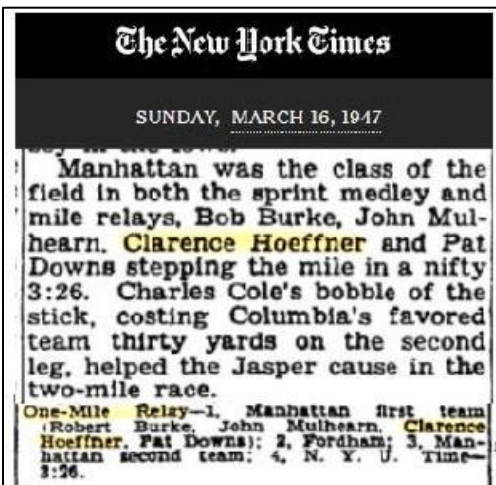 The New York Times
SUNDAY, MARCH 16, 1947
Manhattan was the class of the
field in both the sprint medley and
mile relays, Bob Burke, John Mul-
hearn, Clarence Hoeffner and Pat
Downs stepping the mile in a nifty
3:26. Charles Cole's bobble of the
stick, costing Columbia's favored
team thirty yards on the second
leg, helped the Jasper cause in the
two-mile race.
One-Mile Relay—1, Manhattan first team
(Robert Burke, John Mulhearn, Clarence
Hoeffner, Pat Downs); 2, Fordham; 3, Man-
hattan second team; 4, N. Y. U. Time—
3:26.